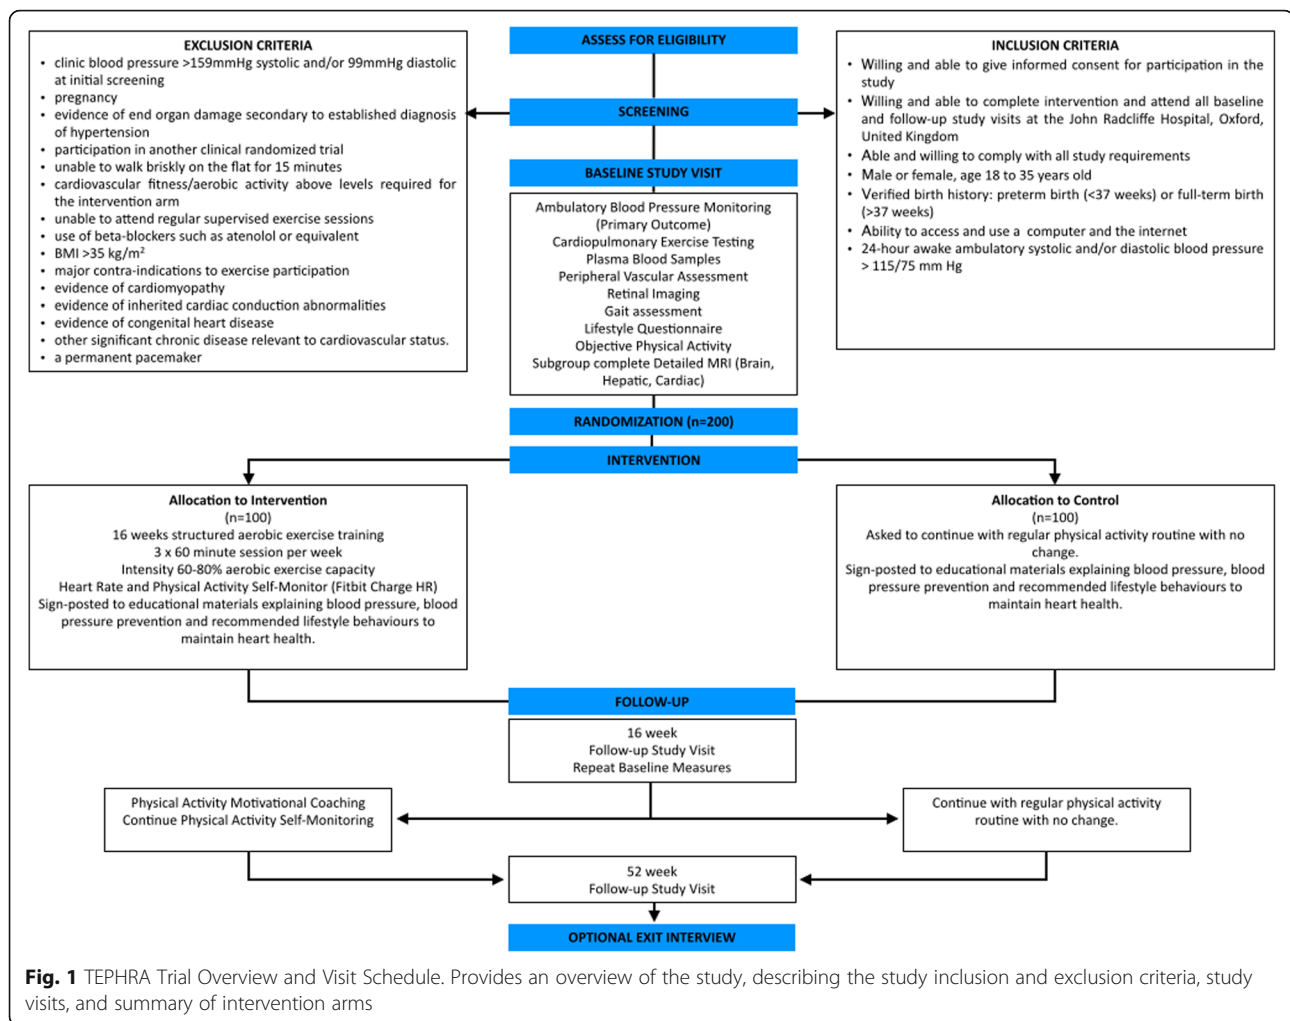 ASSESS FOR ELIGIBILITY
EXCLUSION CRITERIA
• clinic blood pressure >159mmHg systolic and/or 99mmHg diastolic
at initial screening
• pregnancy
• evidence of end organ damage secondary to established diagnosis
of hypertension
• participation in another clinical randomized trial
• unable to walk briskly on the flat for 15 minutes
• cardiovascular fitness/aerobic activity above levels required for
the intervention arm
• unable to attend regular supervised exercise sessions
• use of beta-blockers such as atenolol or equivalent
• BMI >35 kg/m²
• major contra-indications to exercise participation
• evidence of cardiomyopathy
• evidence of inherited cardiac conduction abnormalities
• evidence of congenital heart disease
• other significant chronic disease relevant to cardiovascular status.
• a permanent pacemaker
SCREENING
INCLUSION CRITERIA
• Willing and able to give informed consent for participation in the
study
• Willing and able to complete intervention and attend all baseline
and follow-up study visits at the John Radcliffe Hospital, Oxford,
United Kingdom
• Able and willing to comply with all study requirements
• Male or female, age 18 to 35 years old
• Verified birth history: preterm birth (<37 weeks) or full-term birth
(>37 weeks)
• Ability to access and use a computer and the internet
• 24-hour awake ambulatory systolic and/or diastolic blood pressure
> 115/75 mm Hg
BASELINE STUDY VISIT
Ambulatory Blood Pressure Monitoring
(Primary Outcome)
Cardiopulmonary Exercise Testing
Plasma Blood Samples
Peripheral Vascular Assessment
Retinal Imaging
Gait assessment
Lifestyle Questionnaire
Objective Physical Activity
Subgroup complete Detailed MRI (Brain,
Hepatic, Cardiac)
RANDOMIZATION (n=200)
INTERVENTION
Allocation to Intervention
(n=100)
16 weeks structured aerobic exercise training
3 x 60 minute session per week
Intensity 60-80% aerobic exercise capacity
Heart Rate and Physical Activity Self-Monitor (Fitbit Charge HR)
Sign-posted to educational materials explaining blood pressure, blood
pressure prevention and recommended lifestyle behaviours to
maintain heart health.
Allocation to Control
(n=100)
Asked to continue with regular physical activity routine with no
change.
Sign-posted to educational materials explaining blood pressure, blood
pressure prevention and recommended lifestyle behaviours to
maintain heart health.
FOLLOW-UP
16 week
Follow-up Study Visit
Repeat Baseline Measures
Physical Activity Motivational Coaching
Continue Physical Activity Self-Monitoring
Continue with regular physical activity
routine with no change.
52 week
Follow-up Study Visit
OPTIONAL EXIT INTERVIEW
Fig. 1 TEPHRA Trial Overview and Visit Schedule. Provides an overview of the study, describing the study inclusion and exclusion criteria, study
visits, and summary of intervention arms